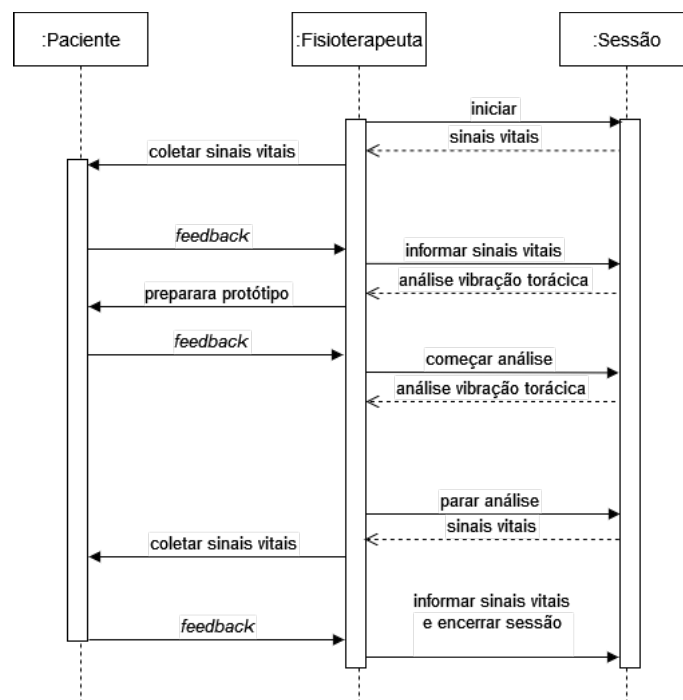 :Paciente
:Fisioterapeuta
:Sessão
iniciar
sinais vitais
coletar sinais vitais
feedback
informar sinais vitais
análise vibração torácica
preparara protótipo
feedback
começar análise
análise vibração torácica
parar análise
sinais vitais
coletar sinais vitais
informar sinais vitais
e encerrar sessão
feedback